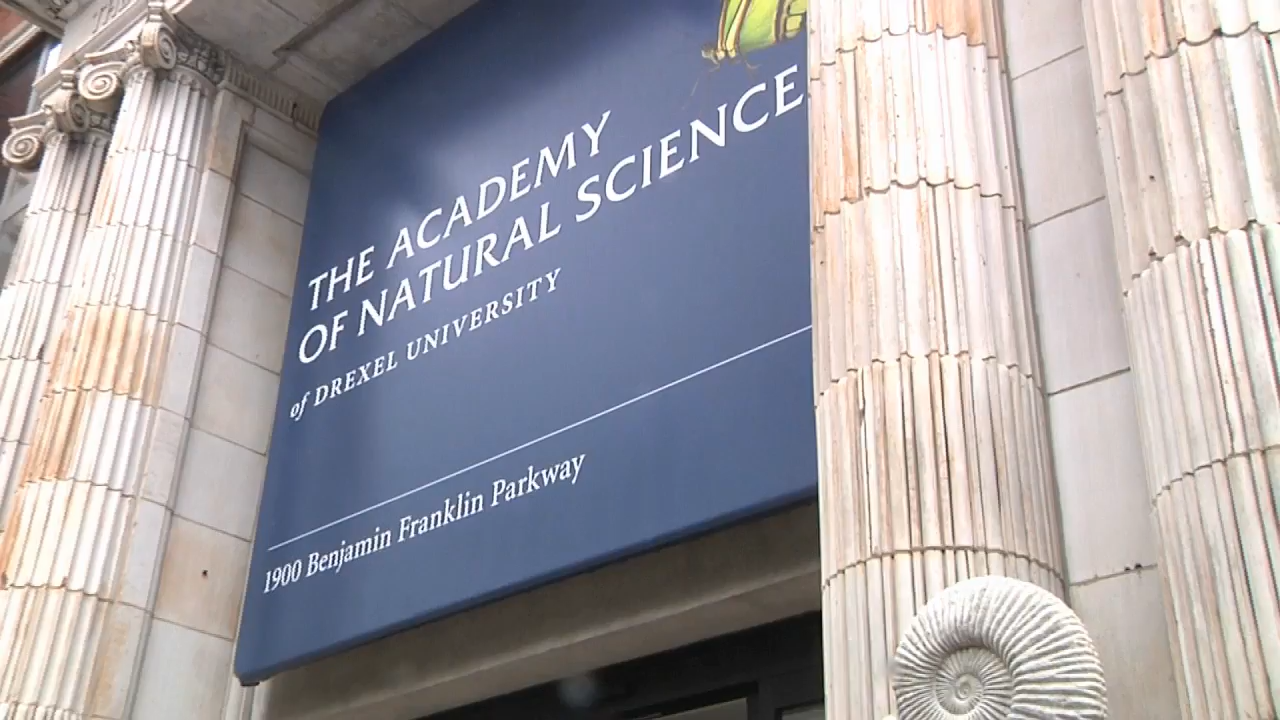 THE ACADEMY
OF NATURAL SCIENCE
of DREXEL UNIVERSITY
1900 Benjamin Franklin Parkway